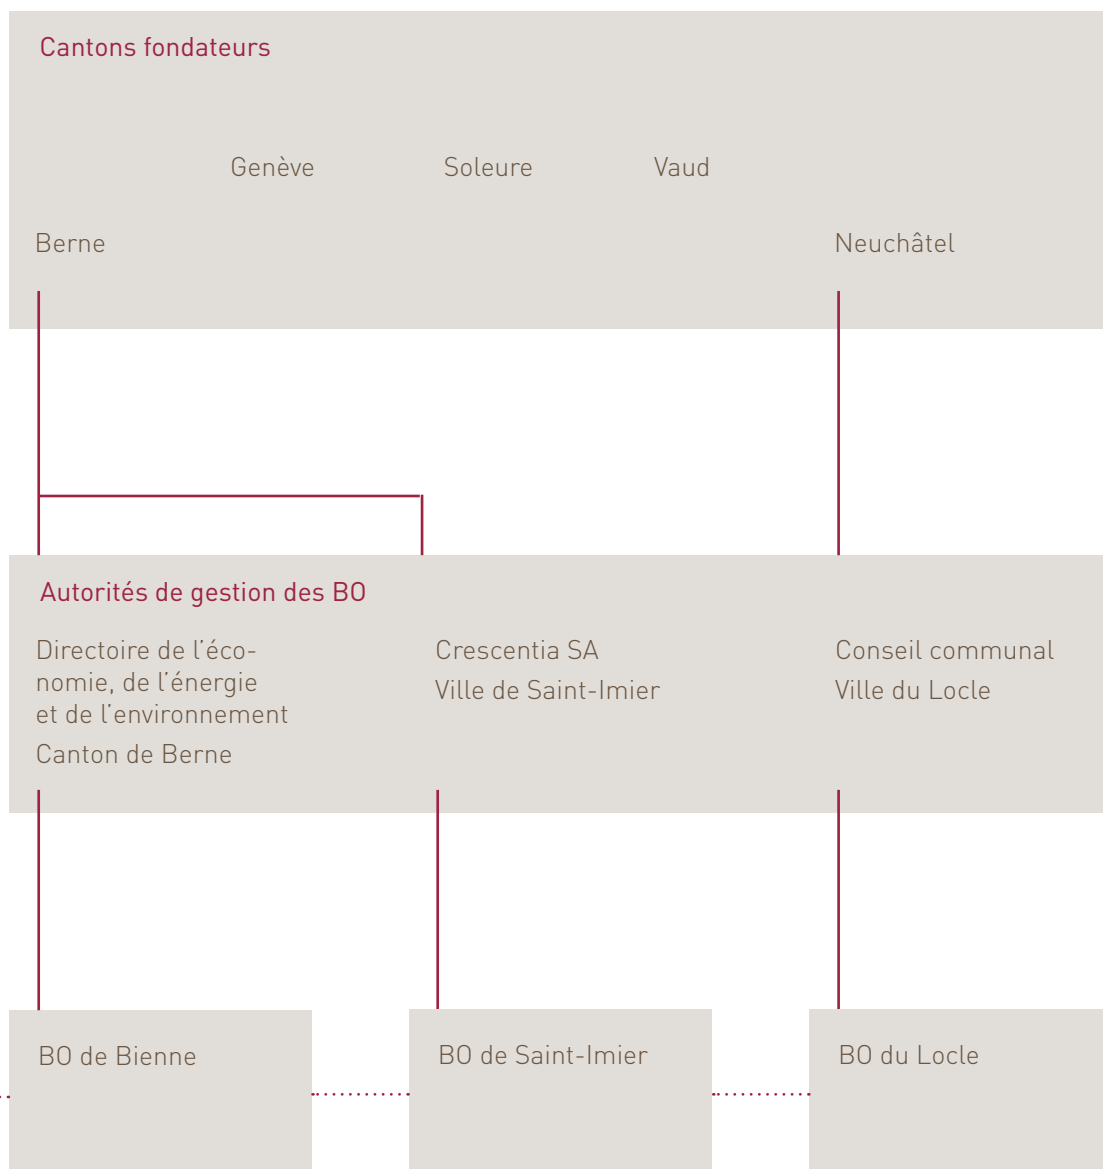 Cantons fondateurs
Genève
Soleure
Vaud
Berne
Neuchâtel
Autorités de gestion des BO
Directoire de l’éco-
nomie, de l’énergie
et de l’environnement
Canton de Berne
Crescentia SA
Ville de Saint-Imier
Conseil communal
Ville du Locle
BO de Bienne
BO de Saint-Imier
BO du Locle